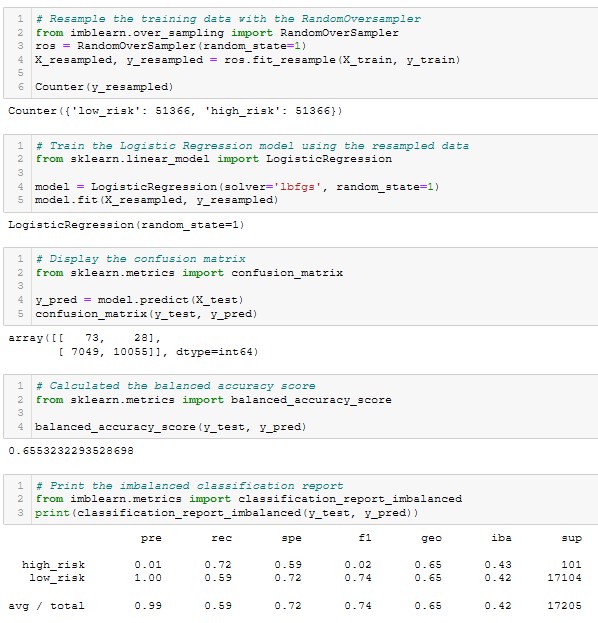 1 # Resample the training data with the RandomOversampler
2 from imblearn.over_sampling import RandomOverSampler
3 ros = RandomOverSampler(random_state=1)
4 X_resampled, y_resampled = ros.fit_resample(X_train, y_train)
5
6 Counter(y_resampled)
Counter({'low_risk': 51366, 'high_risk': 51366})
1 # Train the Logistic Regression model using the resampled data
2 from sklearn.linear_model import LogisticRegression
3
4 model = LogisticRegression(solver='lbfgs', random_state=1)
5 model.fit(X_resampled, y_resampled)
LogisticRegression(random_state=1)
1 # Display the confusion matrix
2 from sklearn.metrics import confusion_matrix
3
4 y_pred = model.predict(X_test)
5 confusion_matrix(y_test, y_pred)
array([[ 73, 28],
[ 7049, 10055]], dtype=int64)
1 # Calculated the balanced accuracy score
2 from sklearn.metrics import balanced_accuracy_score
3
4 balanced_accuracy_score(y_test, y_pred)
0.6553232293528698
1 # Print the imbalanced classification report
2 from imblearn.metrics import classification_report_imbalanced
3 print(classification_report_imbalanced(y_test, y_pred))
pre rec spe f1 geo iba sup
high_risk 0.01 0.72 0.59 0.02 0.65 0.43 101
low_risk 1.00 0.59 0.72 0.74 0.65 0.42 17104
avg / total 0.99 0.59 0.72 0.74 0.65 0.42 17205